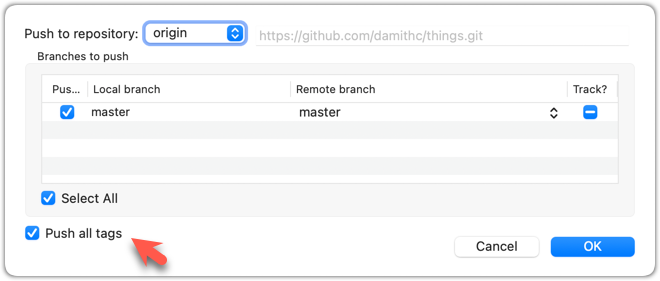 Push to repository: origin https://github.com/damithc/things.git
Branches to push
Pus... Local branch Remote branch Track?
master master
Select All
Push all tags
Cancel OK